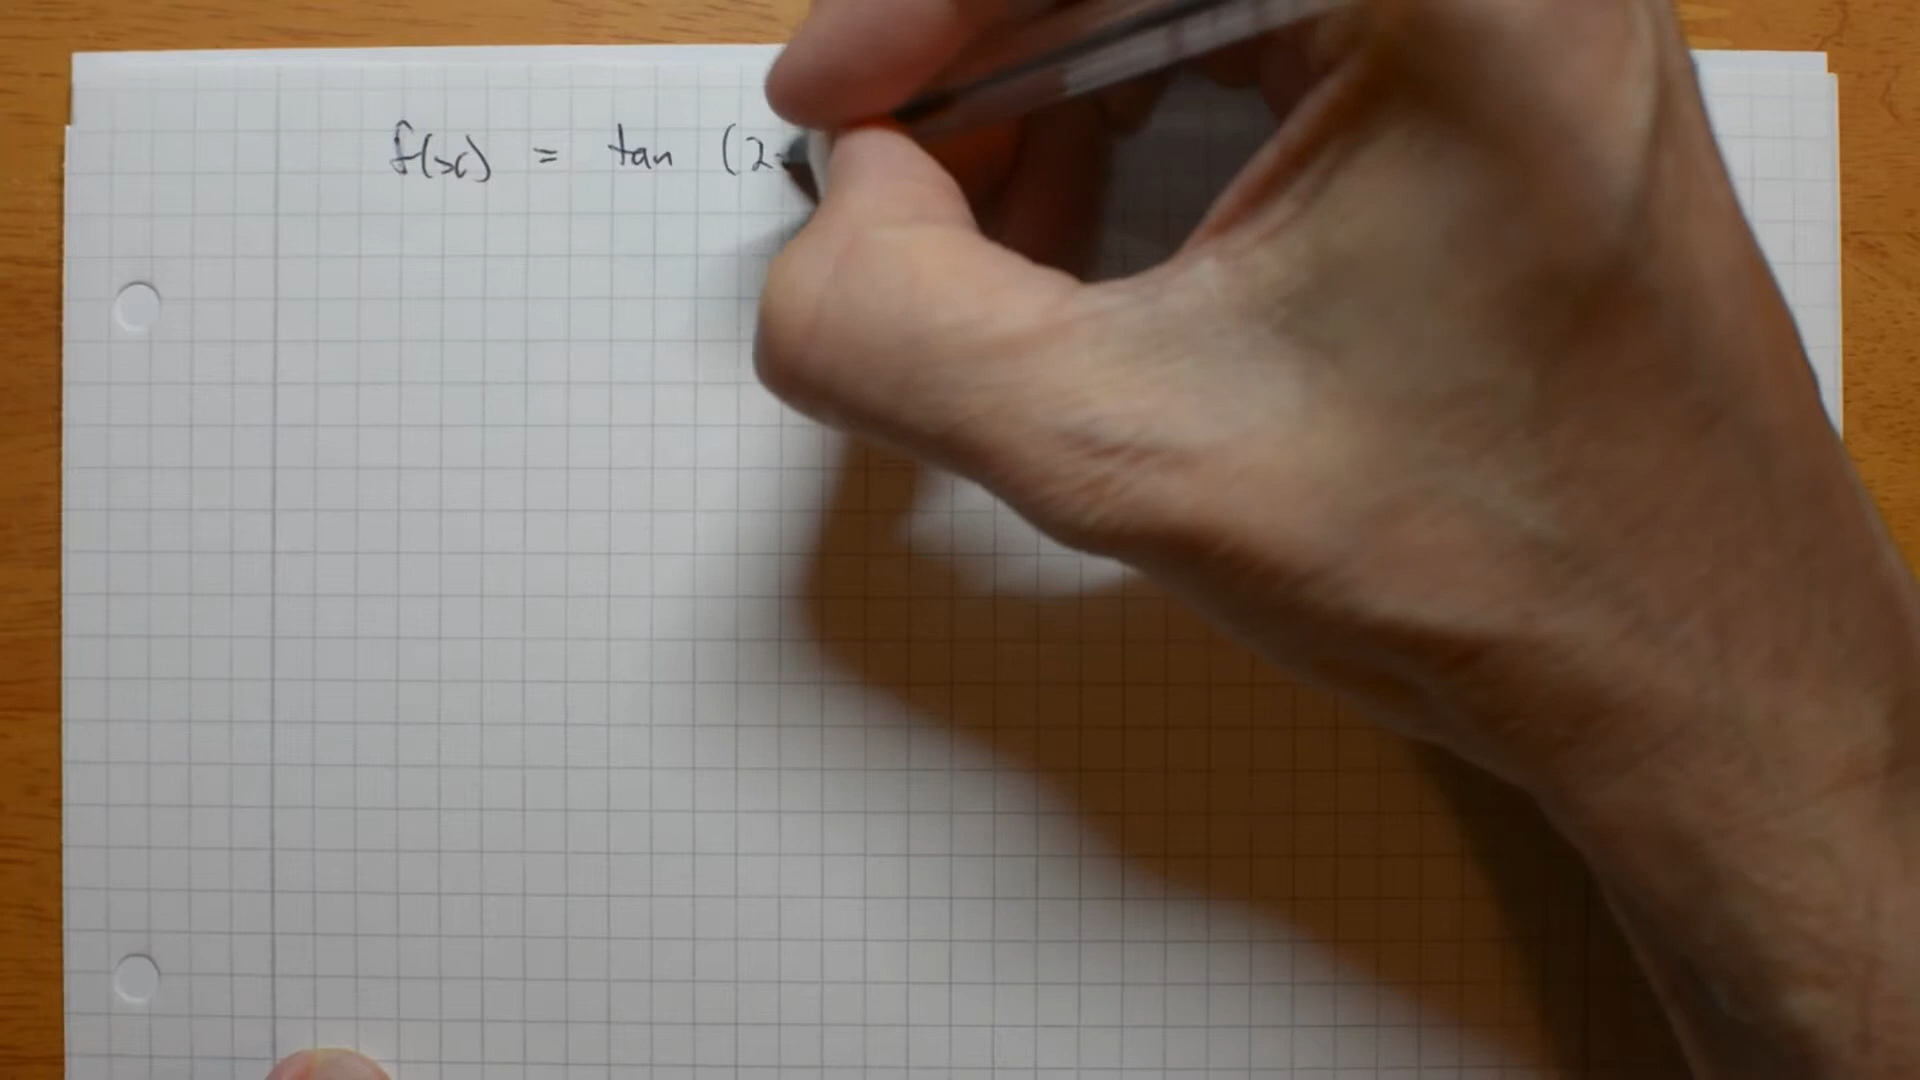 f(x) = tan (2